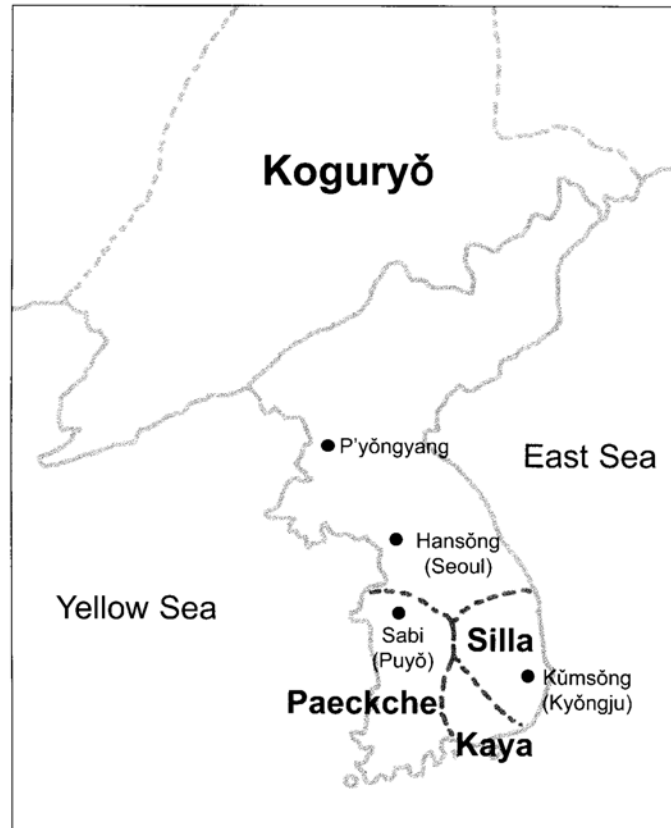 Koguryŏ
P'yŏngyang
East Sea
Hansŏng
(Seoul)
Yellow Sea
Sabi
(Puyŏ)
Silla
Kŭmsŏng
(Kyŏngju)
Paeckche
Kaya